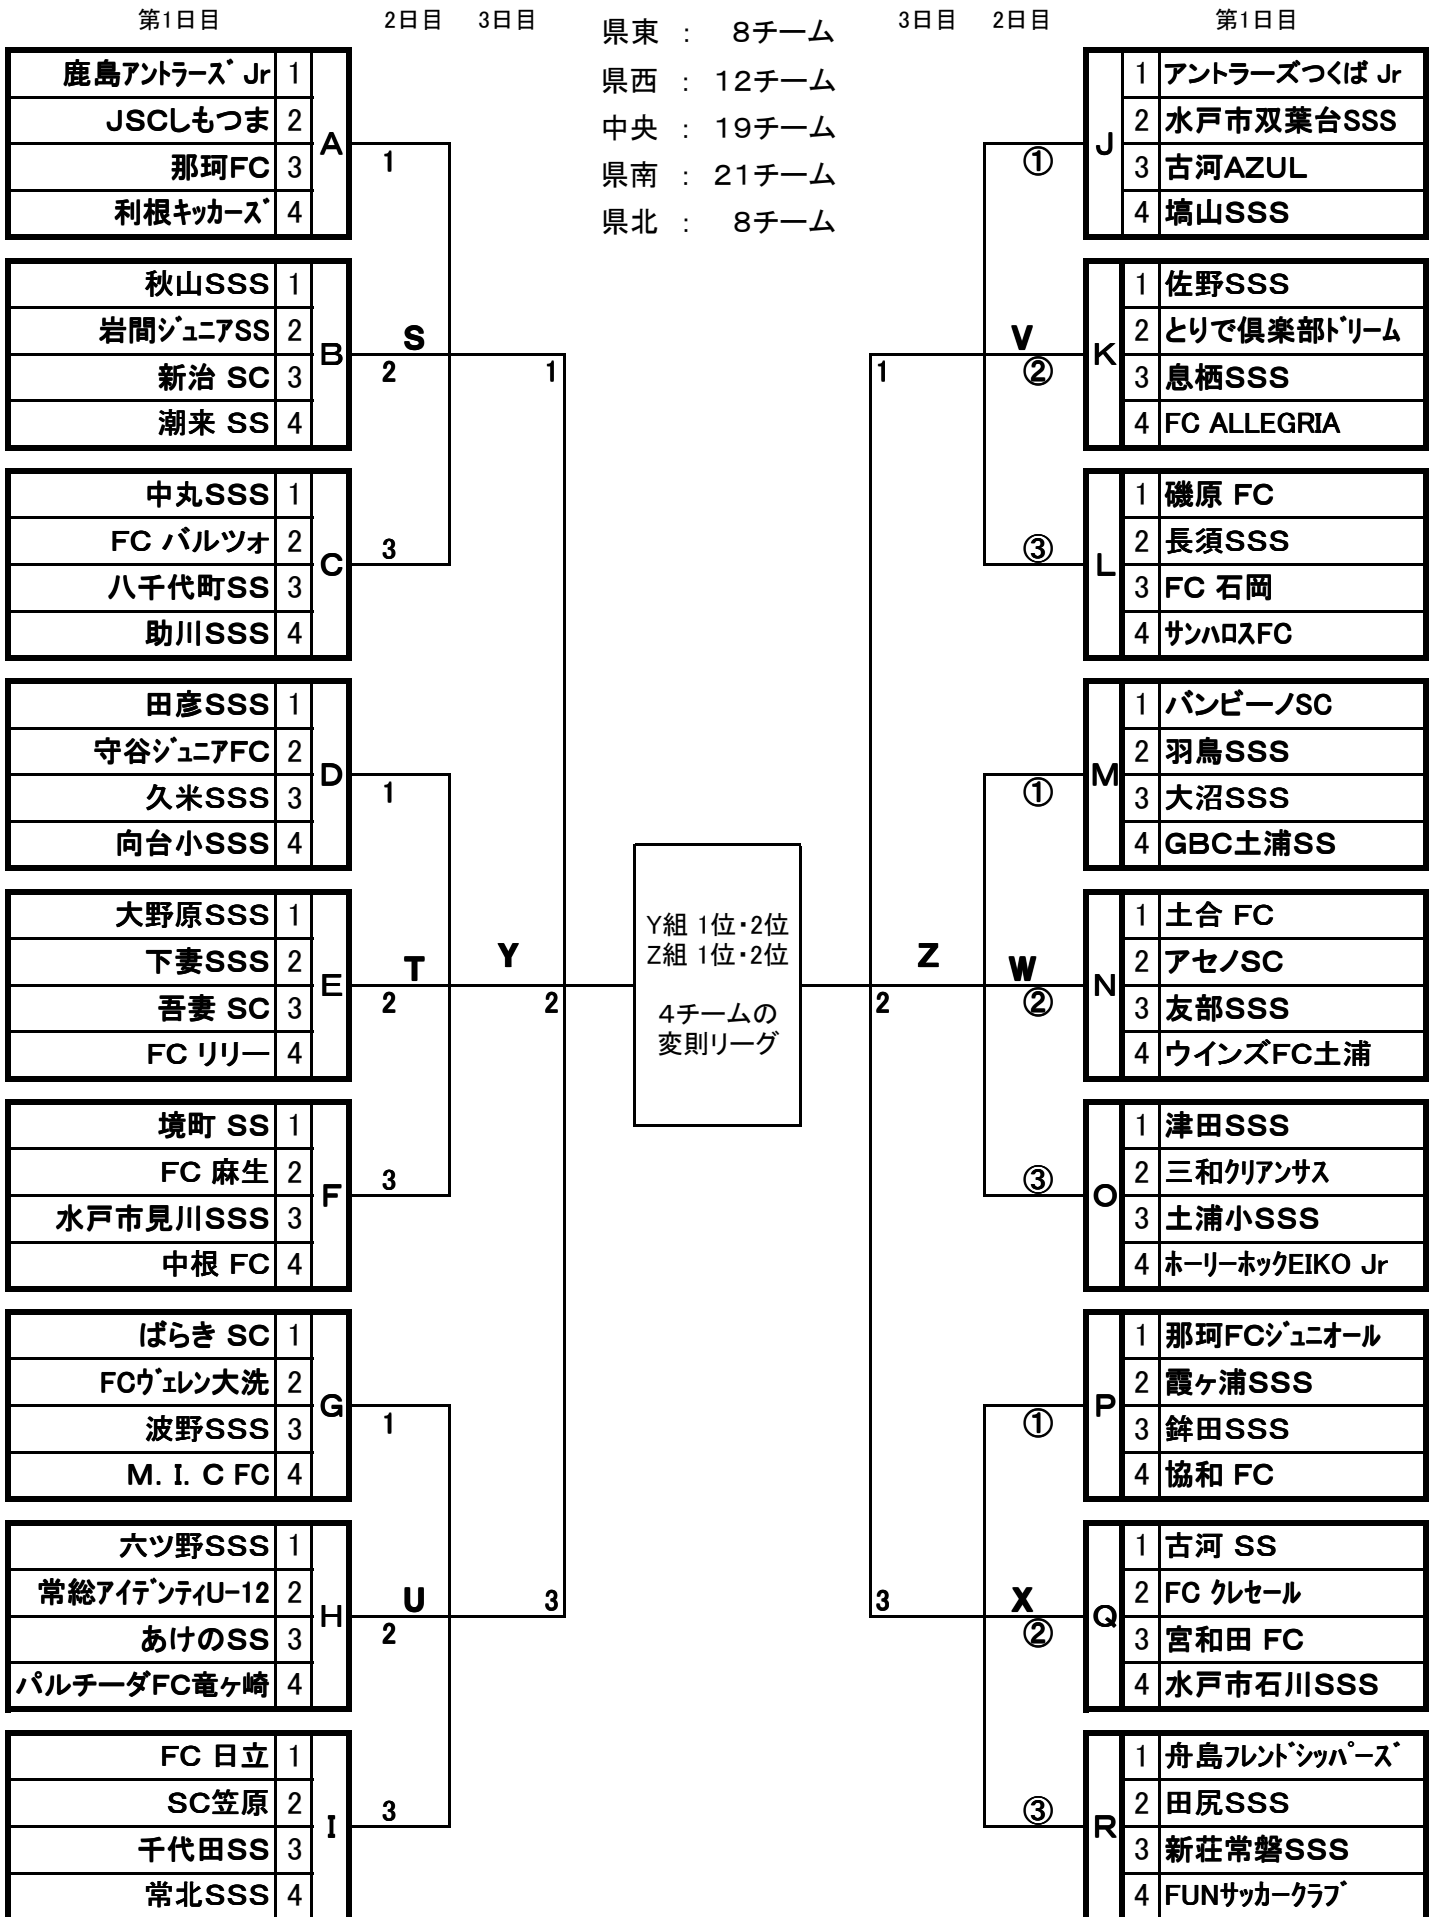 第1日目
2日目
3日目
県東 : 8チーム
県西 : 12チーム
中央 : 19チーム
県南 : 21チーム
県北 : 8チーム
3日目
2日目
第1日目
鹿島アントラーズ Jr 1
JSCしもつま 2
那珂FC 3
利根キッカーズ 4
A
1
秋山SSS 1
岩間ジュニアSS 2
新治 SC 3
潮来 SS 4
B
S
2
1
中丸SSS 1
FC バルツォ 2
八千代町SS 3
助川SSS 4
C
3
田彦SSS 1
守谷ジュニアFC 2
久米SSS 3
向台小SSS 4
D
1
大野原SSS 1
下妻SSS 2
吾妻 SC 3
FC リリー 4
E
T
2
Y
2
境町 SS 1
FC 麻生 2
水戸市見川SSS 3
中根 FC 4
F
3
ばらき SC 1
FCヴェレン大洗 2
波野SSS 3
M. I. C FC 4
G
1
六ツ野SSS 1
常総アイデンティU-12 2
あけのSS 3
パルチーダFC竜ヶ崎 4
H
U
2
3
FC 日立 1
SC笠原 2
千代田SS 3
常北SSS 4
I
3
Y組 1位・2位
Z組 1位・2位
4チームの
変則リーグ
J
①
1 アントラーズつくば Jr
2 水戸市双葉台SSS
3 古河AZUL
4 塙山SSS
1
V
②
K
1 佐野SSS
2 とりで倶楽部ドリーム
3 息栖SSS
4 FC ALLEGRIA
③
L
1 磯原 FC
2 長須SSS
3 FC 石岡
4 サンハロスFC
①
M
1 バンビーノSC
2 羽鳥SSS
3 大沼SSS
4 GBC土浦SS
Z
2
W
②
N
1 土合 FC
2 アセノSC
3 友部SSS
4 ウインズFC土浦
③
O
1 津田SSS
2 三和クリアンサス
3 土浦小SSS
4 ホーリーホックEIKO Jr
①
P
1 那珂FCジュニオール
2 霞ヶ浦SSS
3 鉾田SSS
4 協和 FC
3
X
②
Q
1 古河 SS
2 FC クレセール
3 宮和田 FC
4 水戸市石川SSS
③
R
1 舟島フレンドシッパーズ
2 田尻SSS
3 新荘常磐SSS
4 FUNサッカークラブ